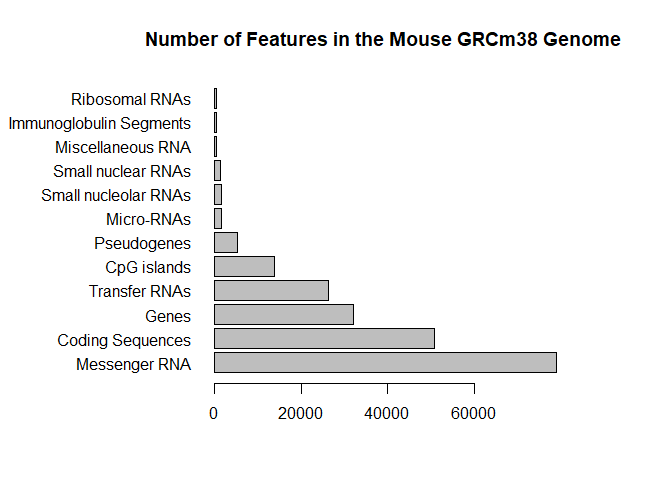 Number of Features in the Mouse GRCm38 Genome
Ribosomal RNAs
Immunoglobulin Segments
Miscellaneous RNA
Small nuclear RNAs
Small nucleolar RNAs
Micro-RNAs
Pseudogenes
CpG islands
Transfer RNAs
Genes
Coding Sequences
Messenger RNA
0 20000 40000 60000